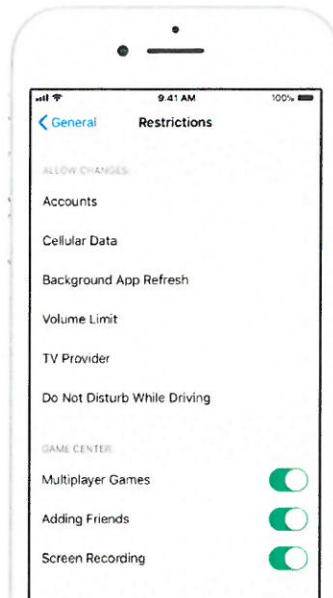 9:41 AM 100%
General Restrictions
ALLOW CHANGES:
Accounts
Cellular Data
Background App Refresh
Volume Limit
TV Provider
Do Not Disturb While Driving
GAME CENTER:
Multiplayer Games
Adding Friends
Screen Recording